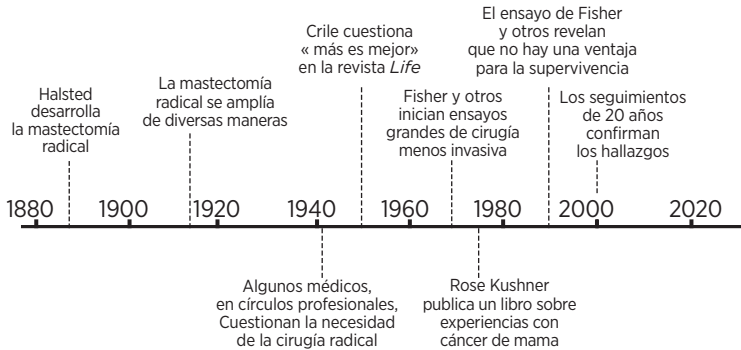 Halsted
desarrolla
la mastectomía
radical
La mastectomía
radical se amplía
de diversas maneras
Crile cuestiona
« más es mejor»
en la revista Life
Fisher y otros
inician ensayos
grandes de cirugía
menos invasiva
El ensayo de Fisher
y otros revelan
que no hay una ventaja
para la supervivencia
Los seguimientos
de 20 años
confirman
los hallazgos
1880 1900 1920 1940 1960 1980 2000 2020
Algunos médicos,
en círculos profesionales,
Cuestionan la necesidad
de la cirugía radical
Rose Kushner
publica un libro sobre
experiencias con
cáncer de mama